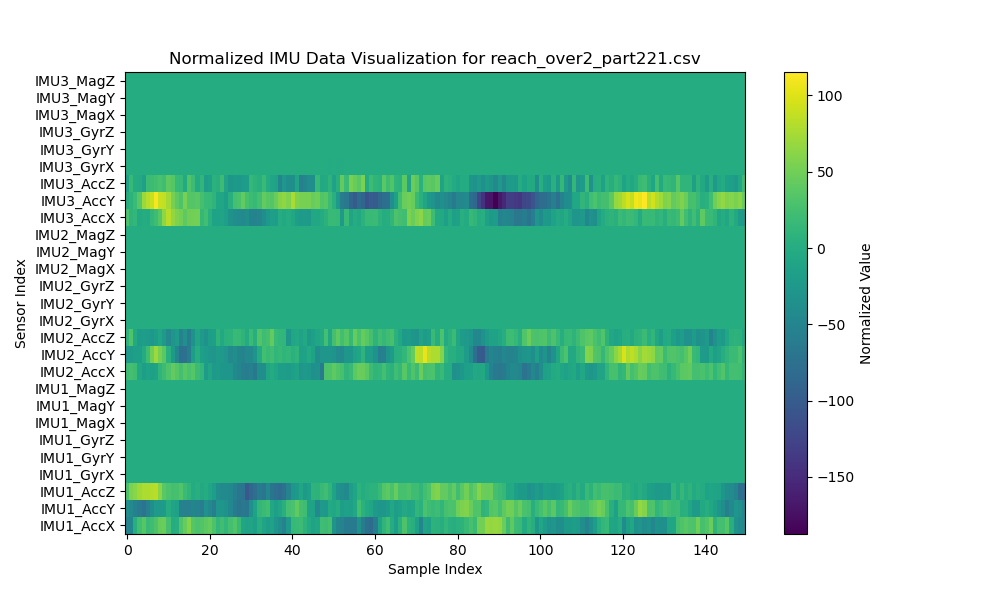 Normalized IMU Data Visualization for reach_over2_part221.csv
IMU3_MagZ
IMU3_MagY
IMU3_MagX
IMU3_GyrZ
IMU3_GyrY
IMU3_GyrX
IMU3_AccZ
IMU3_AccY
IMU3_AccX
IMU2_MagZ
IMU2_MagY
IMU2_MagX
IMU2_GyrZ
IMU2_GyrY
IMU2_GyrX
IMU2_AccZ
IMU2_AccY
IMU2_AccX
IMU1_MagZ
IMU1_MagY
IMU1_MagX
IMU1_GyrZ
IMU1_GyrY
IMU1_GyrX
IMU1_AccZ
IMU1_AccY
IMU1_AccX
Sensor Index
0 20 40 60 80 100 120 140
Sample Index
100
50
0
−50
−100
−150
Normalized Value